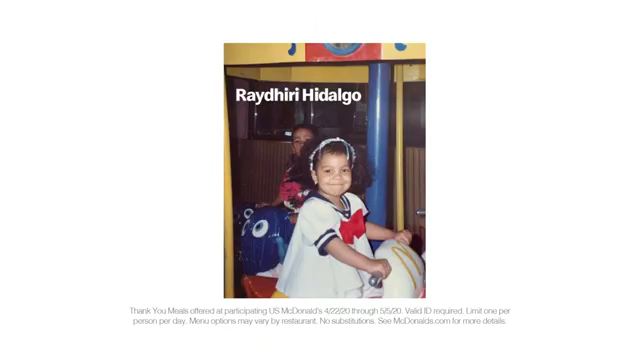 Raydhiri Hidalgo
Thank You Meals offered at participating US McDonald's 4/22/20 through 5/5/20. Valid ID required. Limit one per
person per day. Menu options may vary by restaurant. No substitutions. See McDonalds.com for more details.